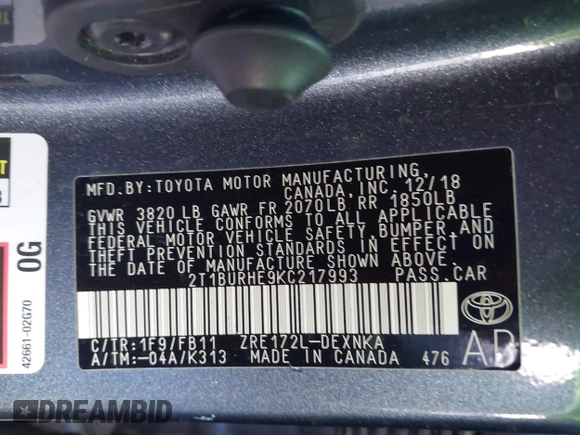 MFD.BY:TOYOTA MOTOR MANUFACTURING,
CANADA,INC. 12/18
GVWR 3820 LB GAWR FR 2070LB,RR 1850LB
THIS VEHICLE CONFORMS TO ALL APPLICABLE
FEDERAL MOTOR VEHICLE SAFETY, BUMPER,AND
THEFT PREVENTION STANDARDS IN EFFECT ON
THE DATE OF MANUFACTURE SHOWN ABOVE.
2T1BURHE9KC217993 PASS.CAR
C/TR:1F9/FB11 ZRE172L-DEXNKA
A/TM:-04A/K313 MADE IN CANADA 476
TOYOTA
AD
0G
42661-02G70
DREAMBID